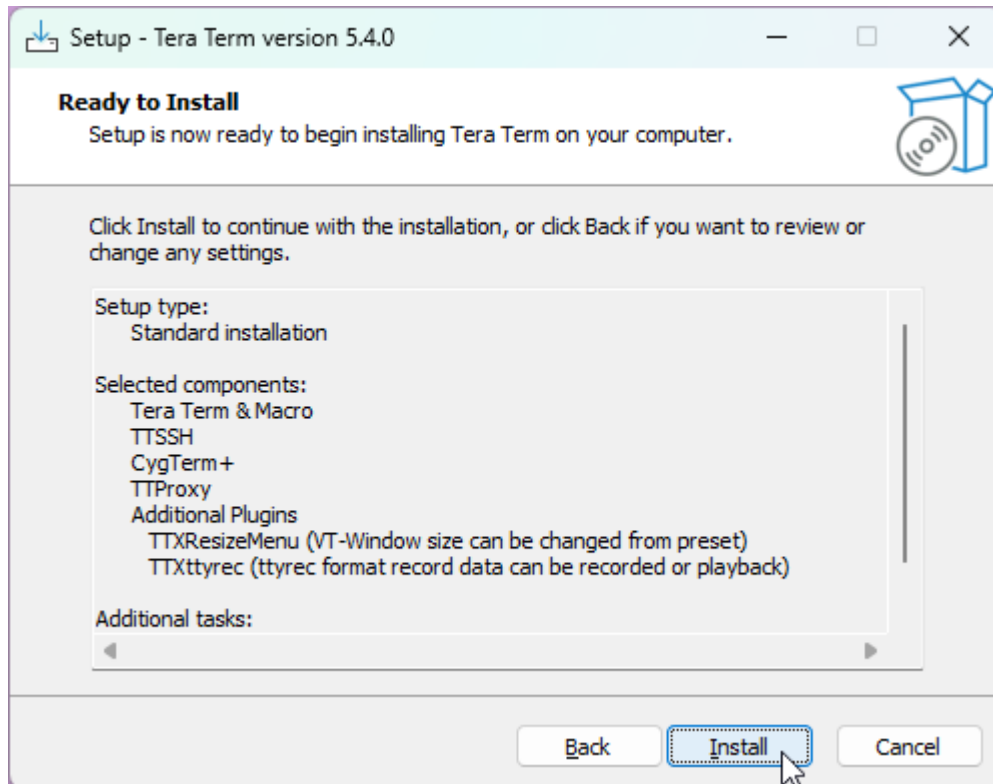 Setup - Tera Term version 5.4.0
Ready to Install
Setup is now ready to begin installing Tera Term on your computer.
Click Install to continue with the installation, or click Back if you want to review or
change any settings.
Setup type:
Standard installation
Selected components:
Tera Term & Macro
TTSSH
CygTerm+
TTProxy
Additional Plugins
TTXResizeMenu (VT-Window size can be changed from preset)
TTXttyrec (ttyrec format record data can be recorded or playback)
Additional tasks:
Back Install Cancel